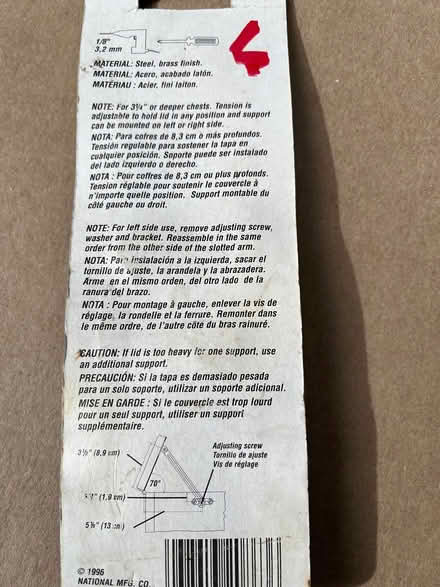 1/8"
3,2 mm
4
MATERIAL: Steel, brass finish.
MATERIAL: Acero, acabado latón.
MATÉRIAU : Acier, fini laiton.
NOTE: For 3¼" or deeper chests. Tension is
adjustable to hold lid in any position and support
can be mounted on left or right side.
NOTA: Para cofres de 8,3 cm o más profundos.
Tensión regulable para sostener la tapa en
cualquier posición. Soporte puede ser instalado
del lado izquierdo o derecho.
NOTA : Pour coffres de 8,3 cm ou plus profonds.
Tension réglable pour soutenir le couvercle à
n'importe quelle position. Support montable du
côté gauche ou droit.
NOTE: For left side use, remove adjusting screw,
washer and bracket. Reassemble in the same
order from the other side of the slotted arm.
NOTA: Para instalación a la izquierda, sacar el
tornillo de ajuste, la arandela y la abrazadera.
Arme en el mismo orden, del otro lado de la
ranura del brazo.
NOTA : Pour montage à gauche, enlever la vis de
réglage, la rondelle et la ferrure. Remonter dans
le même ordre, de l'autre côté du bras rainuré.
CAUTION: If lid is too heavy for one support, use
an additional support.
PRECAUCIÓN: Si la tapa es demasiado pesada
para un solo soporte, utilizar un soporte adicional.
MISE EN GARDE : Si le couvercle est trop lourd
pour un seul support, utiliser un support
supplémentaire.
Adjusting screw
Tornillo de ajuste
Vis de réglage
3½" (8,9 cm)
70°
(1,9 cm)
(13 cm)
© 1996
NATIONAL MFG. CO.